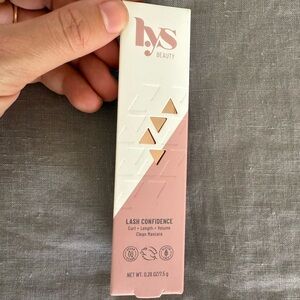 lys
BEAUTY
LASH CONFIDENCE
Curl + Length + Volume
Clean Mascara
NET WT. 0.26 OZ/7.5 g